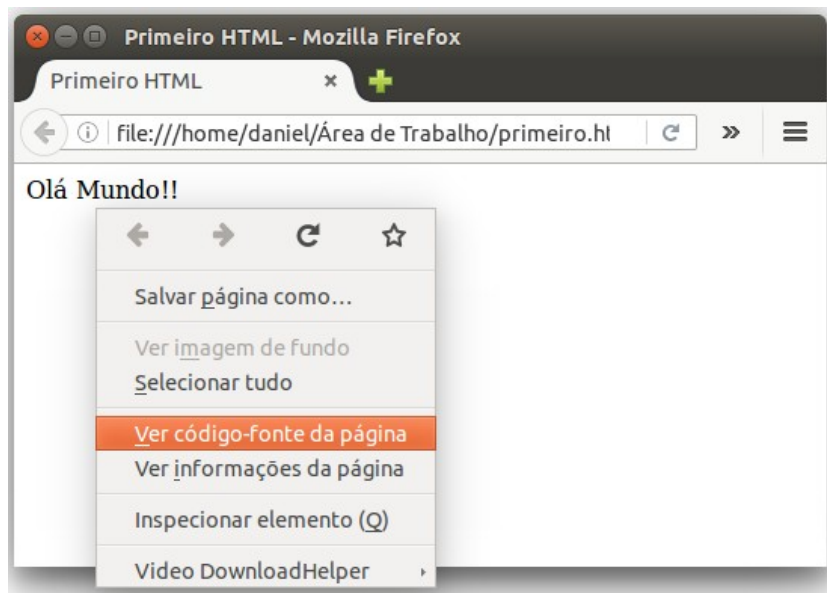 Primeiro HTML - Mozilla Firefox
Primeiro HTML
file:///home/daniel/Área de Trabalho/primeiro.ht
Olá Mundo!!
Salvar página como...
Ver imagem de fundo
Selecionar tudo
Ver código-fonte da página
Ver informações da página
Inspecionar elemento (Q)
Video DownloadHelper